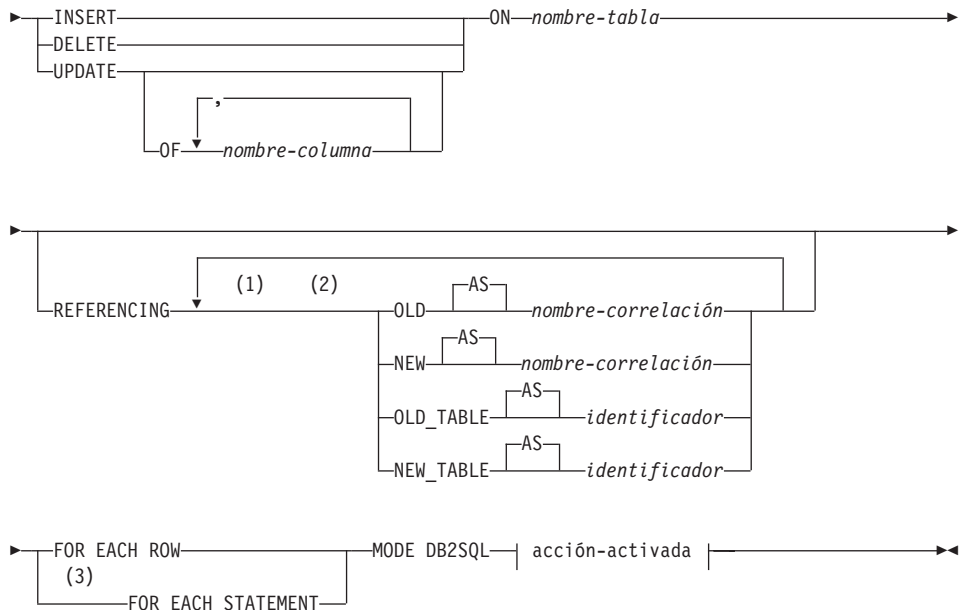 INSERT ON nombre-tabla
DELETE
UPDATE
,
OF nombre-columna
(1) (2) AS
REFERENCING OLD nombre-correlación
AS
NEW nombre-correlación
AS
OLD_TABLE identificador
AS
NEW_TABLE identificador
FOR EACH ROW MODE DB2SQL acción-activada
(3)
FOR EACH STATEMENT